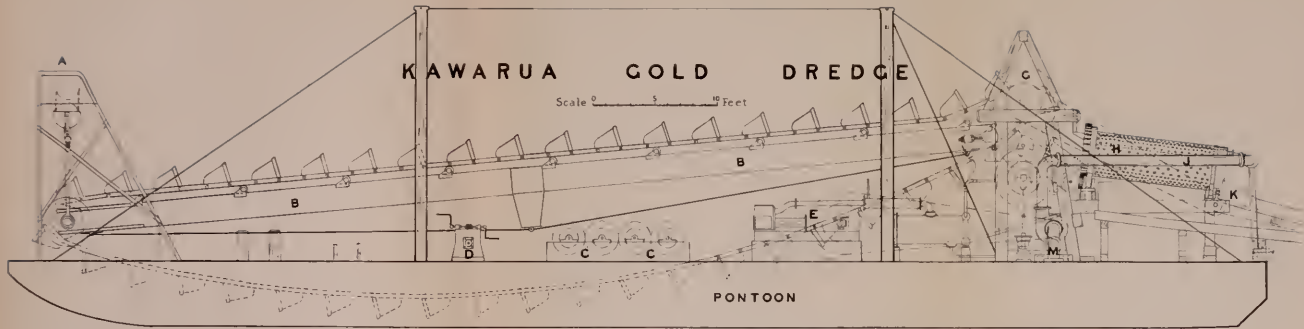 A
KAWARUA GOLD DREDGE
G
Scale 0 5 10 Feet
H
B
J
B
K
E
D
C
C
M
PONTOON